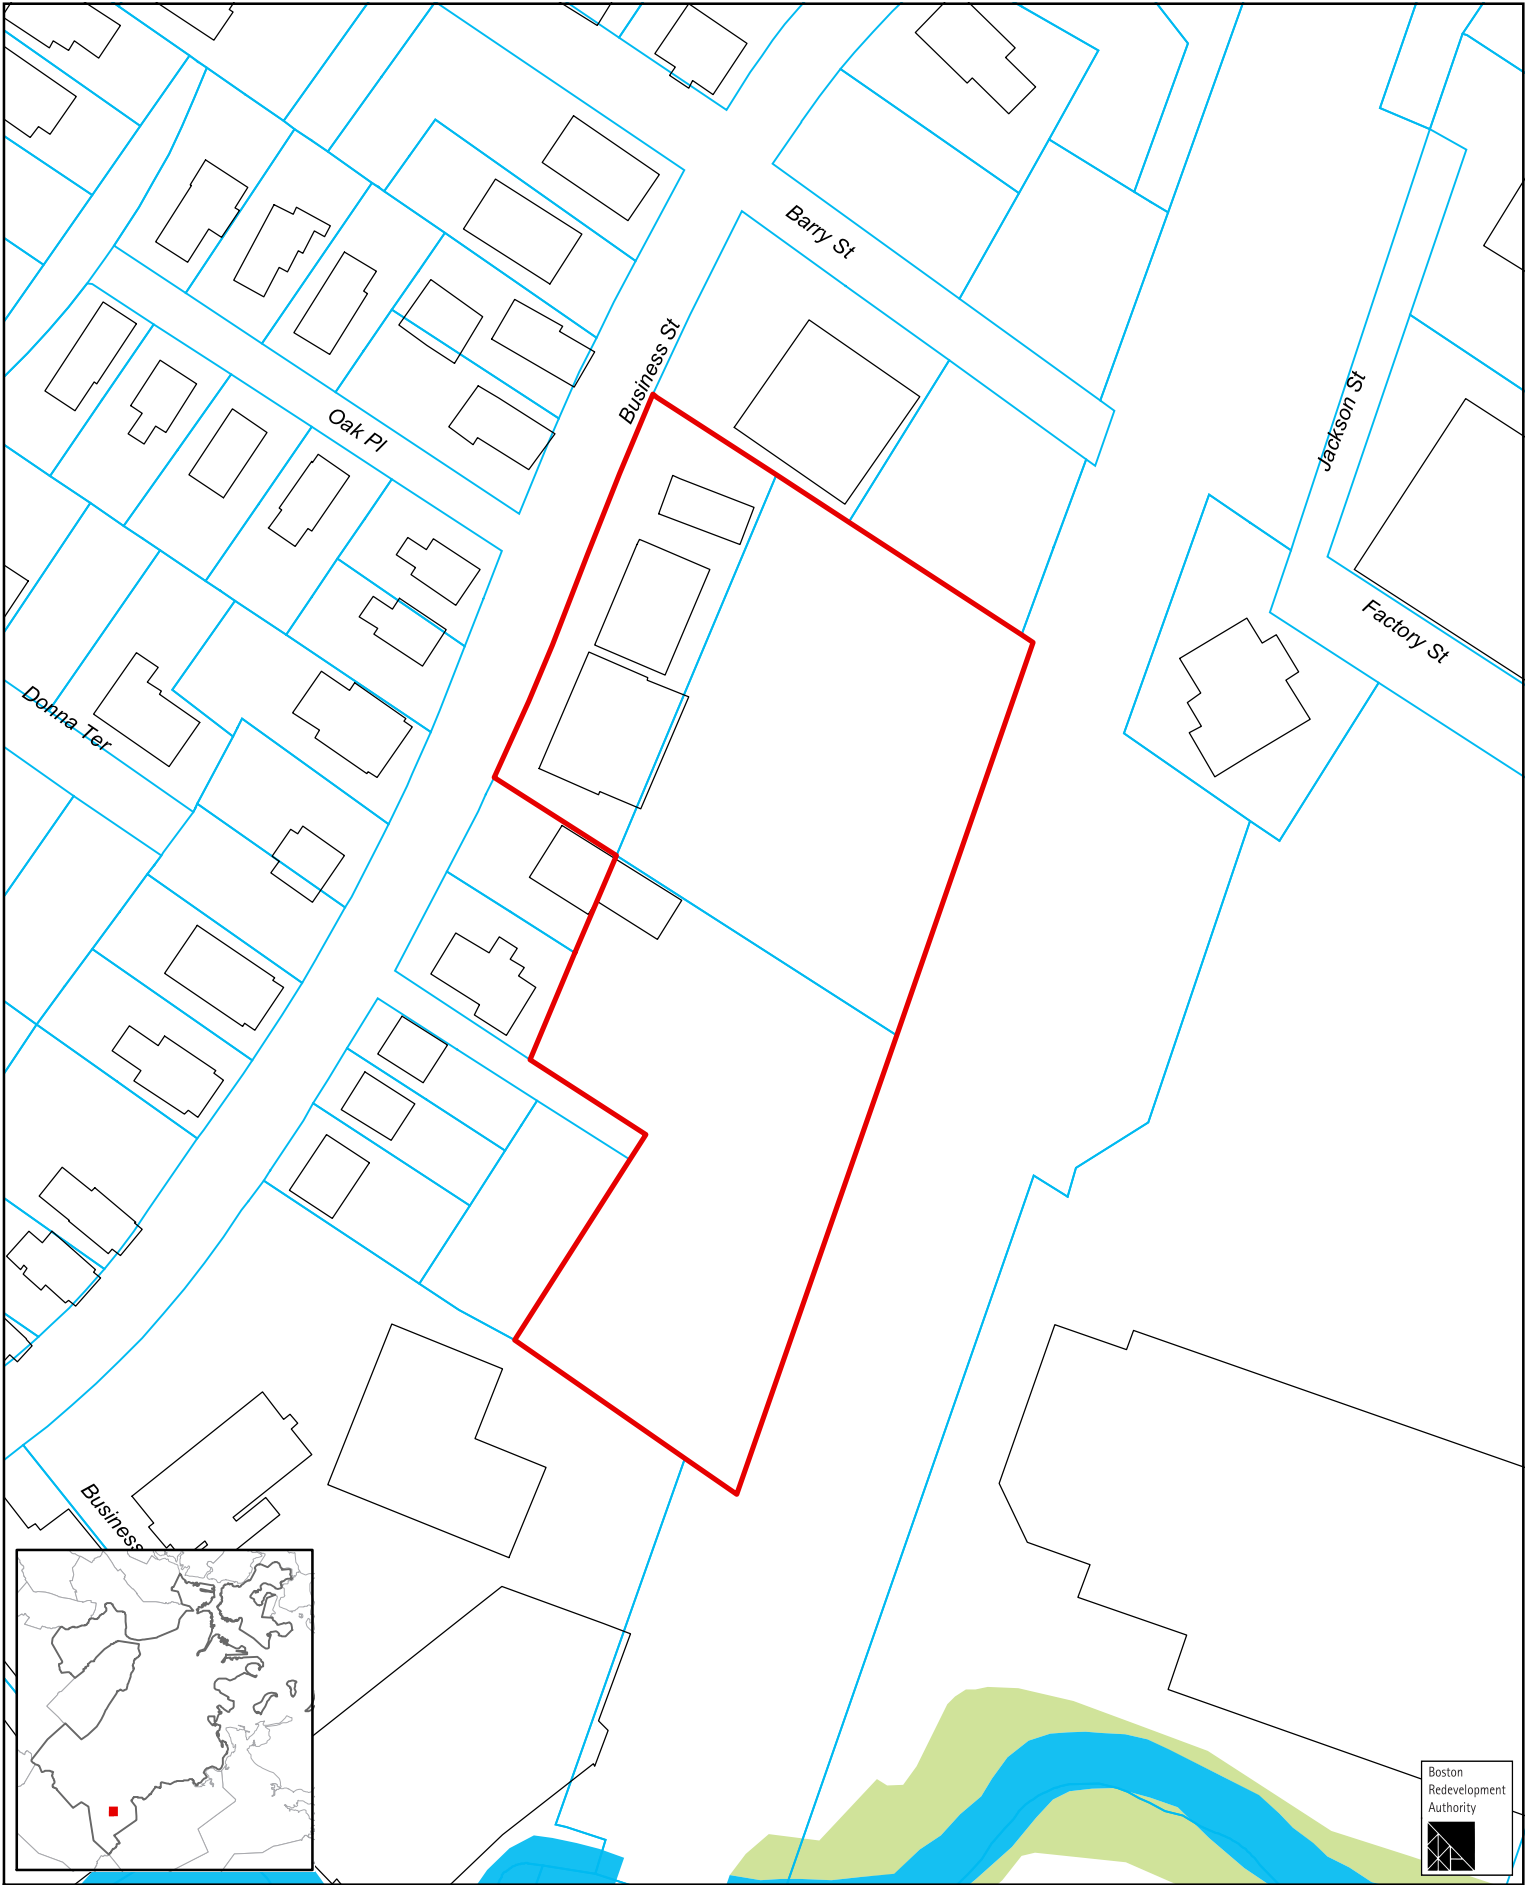 Barry St
Business St
Jackson St
Oak Pl
Factory St
Donna Ter
Business
Boston
Redevelopment
Authority